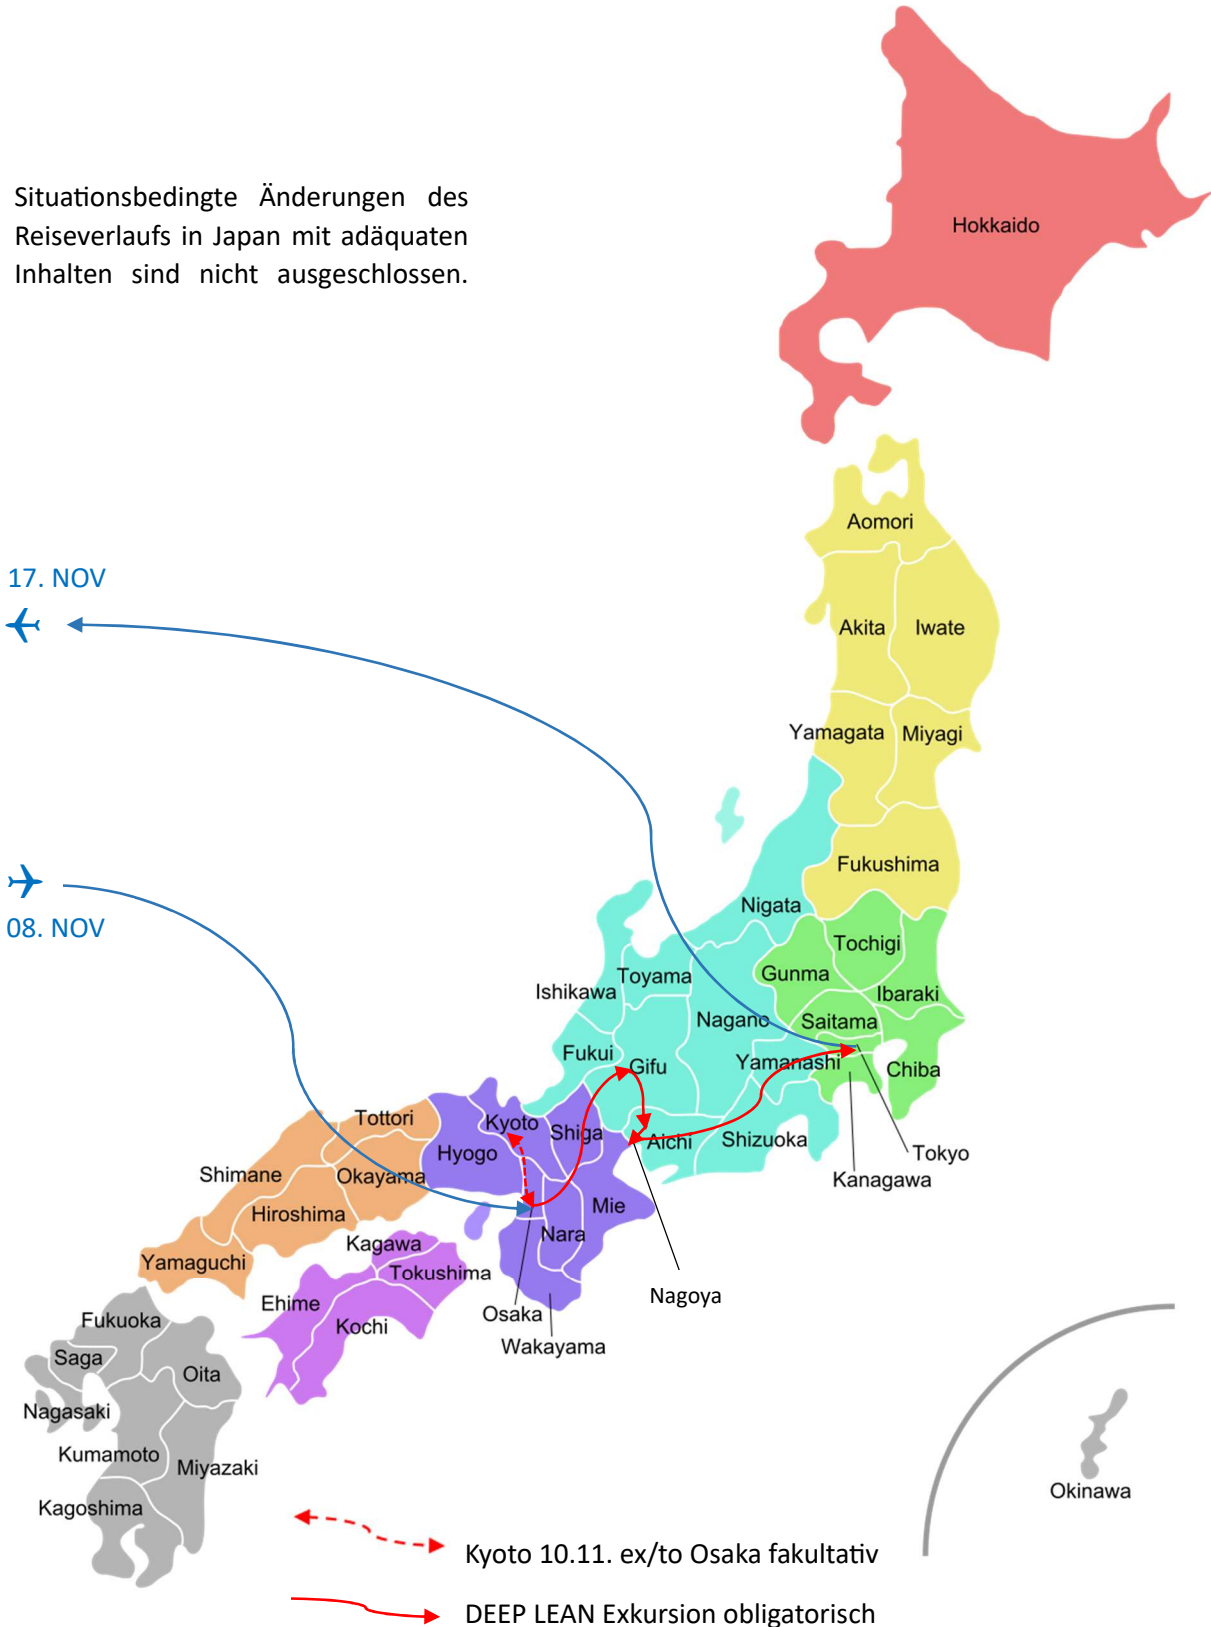 Situationsbedingte Änderungen des
Reiseverlaufs in Japan mit adäquaten
Inhalten sind nicht ausgeschlossen.
Hokkaido
Aomori
17. NOV
Akita
Iwate
Yamagata
Miyagi
Fukushima
08. NOV
Nigata
Tochigi
Gunma
Toyama
Ishikawa
Ibaraki
Nagano
Saitama
Fukui
Gifu
Yamanashi
Chiba
Tottori
Kyoto
Shiga
Aichi
Shizuoka
Hyogo
Tokyo
Shimane
Okayama
Kanagawa
Mie
Hiroshima
Nara
Kagawa
Yamaguchi
Tokushima
Nagoya
Ehime
Osaka
Fukuoka
Kochi
Wakayama
Saga
Oita
Nagasaki
Kumamoto
Miyazaki
Okinawa
Kagoshima
Kyoto 10.11. ex/to Osaka fakultativ
DEEP LEAN Exkursion obligatorisch